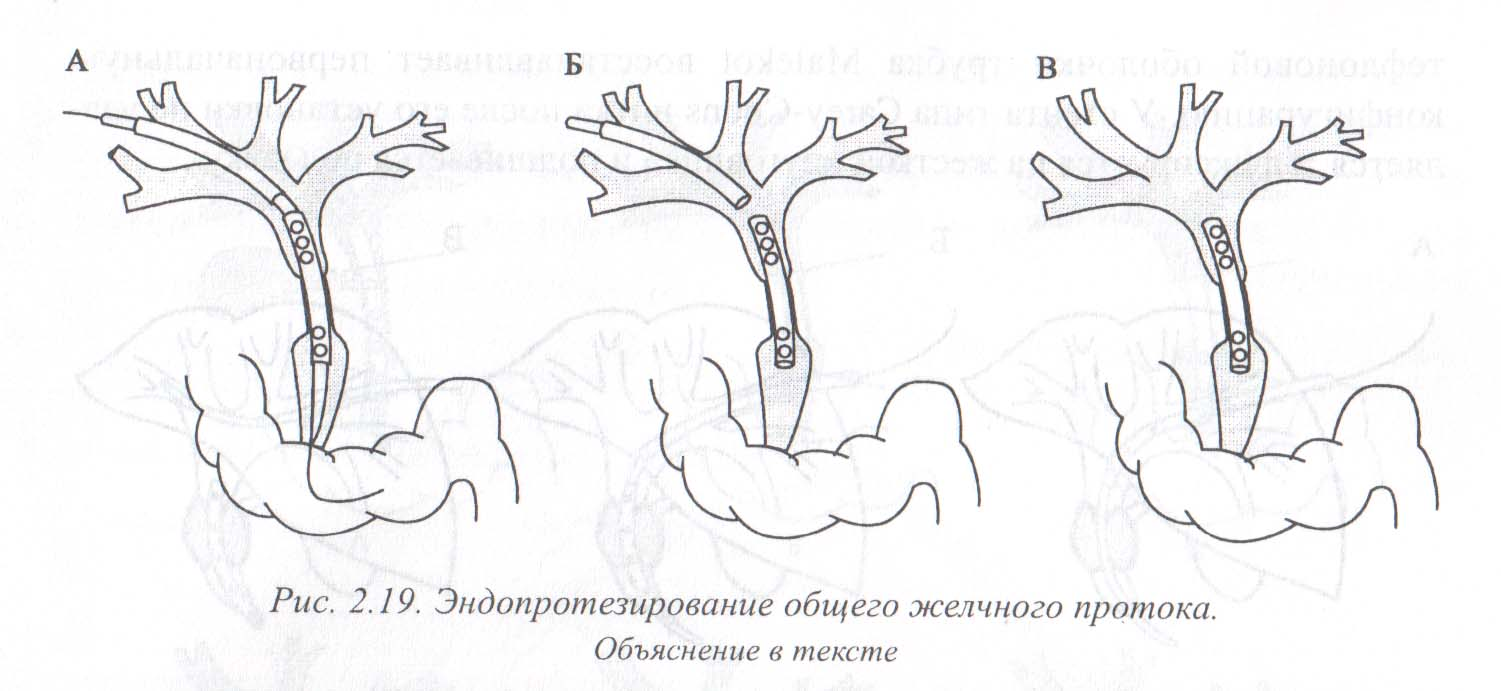 А Б В
Рис. 2.19. Эндопротезирование общего желчного протока.
Объяснение в тексте